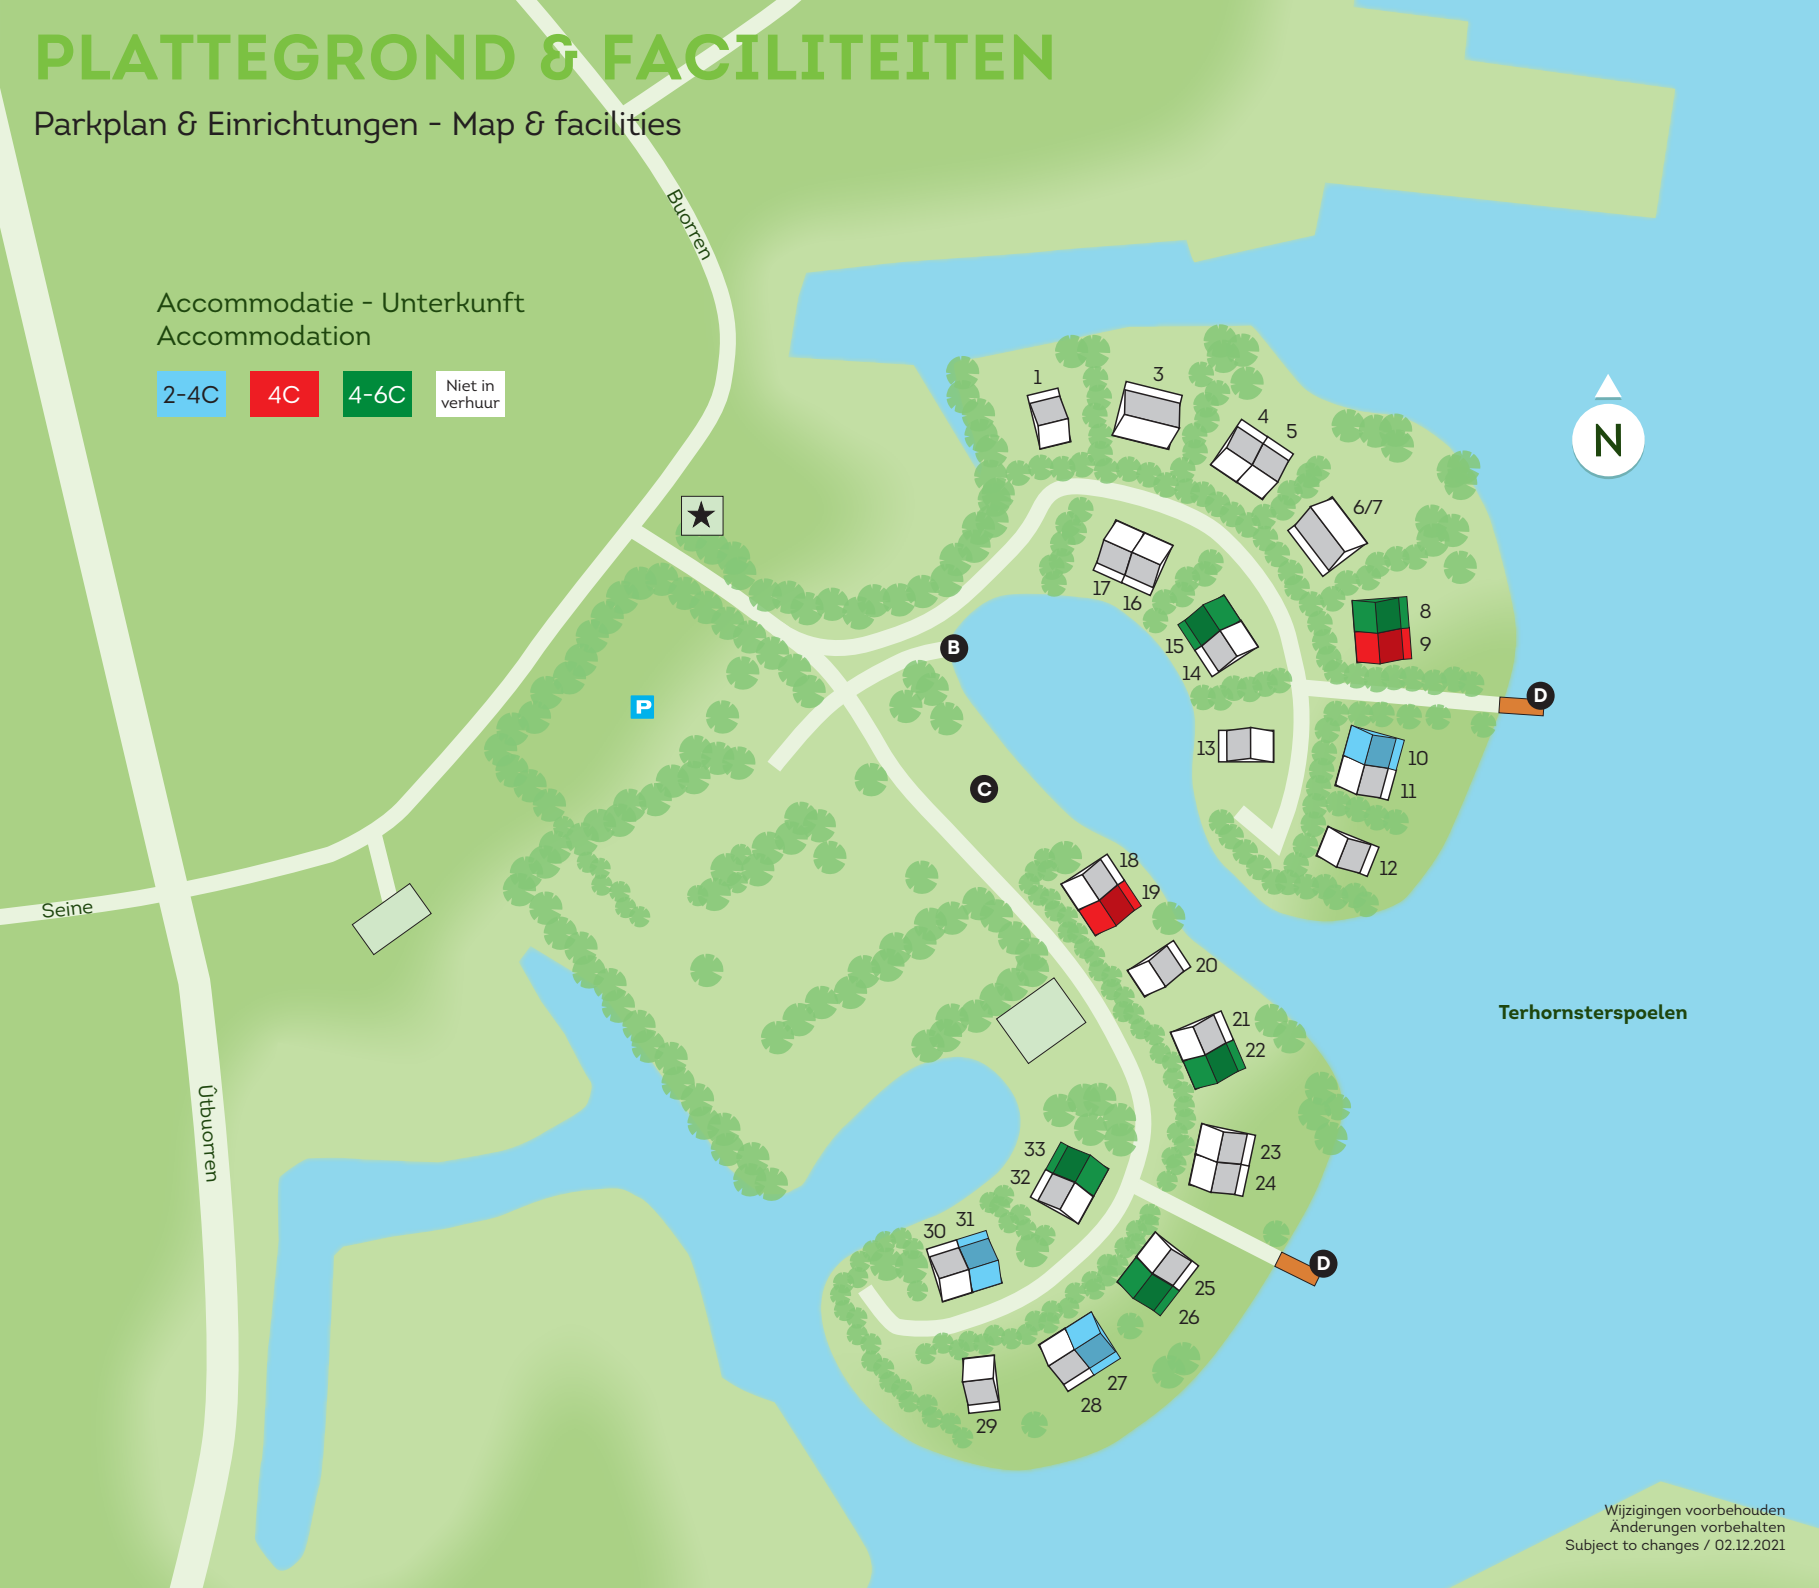 PLATTEGROND & FACILITEITEN
Parkplan & Einrichtungen - Map & facilities
Buorren
Accommodatie - Unterkunft
Accommodation
2-4C
4C
4-6C
Niet in
verhuur
1
3
4
5
6/7
N
17
16
8
9
15
14
B
P
D
13
10
11
C
12
18
19
Seine
20
Terhornsterspoelen
21
22
Ûtbuorren
33
32
23
24
30
31
25
26
D
27
28
29
Wijzigingen voorbehouden
Änderungen vorbehalten
Subject to changes / 02.12.2021